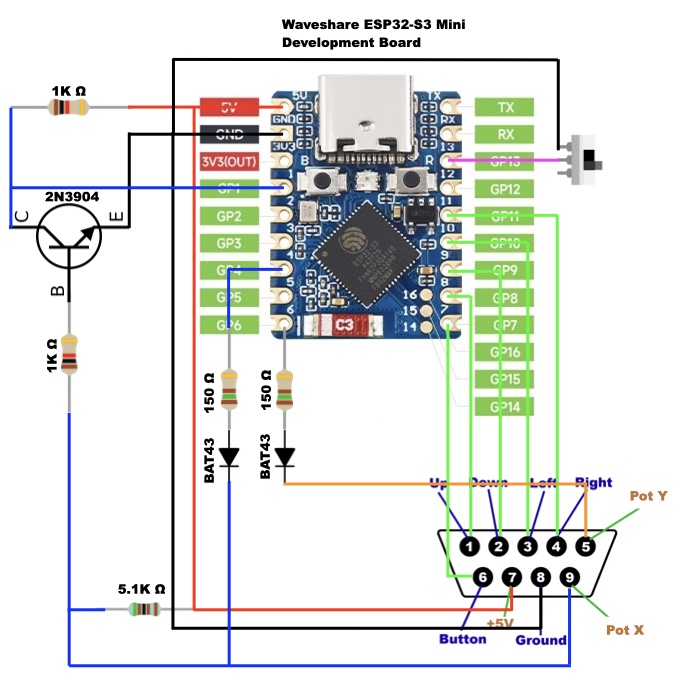 Waveshare ESP32-S3 Mini
Development Board
1K Ω
5V
GND
3V3(OUT)
GP1
GP2
GP3
GP4
GP5
GP6
5V
GND
3V3
1
2
3
4
5
6
B
R
TX
RX
13
12
11
10
9
8
7
16
15
14
C3
TX
RX
GP13
GP12
GP11
GP10
GP9
GP8
GP7
GP16
GP15
GP14
2N3904
C
E
B
1K Ω
150 Ω
150 Ω
BAT43
BAT43
5.1K Ω
Up
Down
Left
Right
Pot Y
1
2
3
4
5
6
7
8
9
+5V
Button
Ground
Pot X